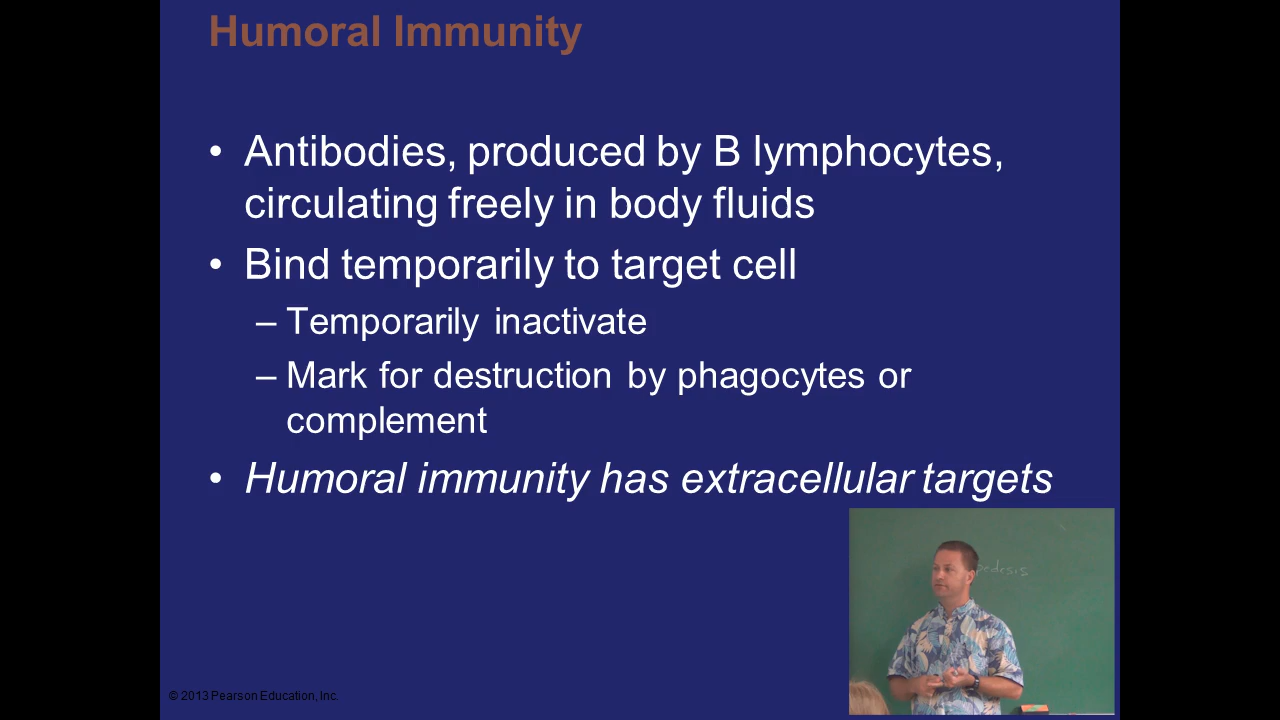 Humoral Immunity
• Antibodies, produced by B lymphocytes,
circulating freely in body fluids
• Bind temporarily to target cell
– Temporarily inactivate
– Mark for destruction by phagocytes or
complement
• Humoral immunity has extracellular targets
pedesis
© 2013 Pearson Education, Inc.